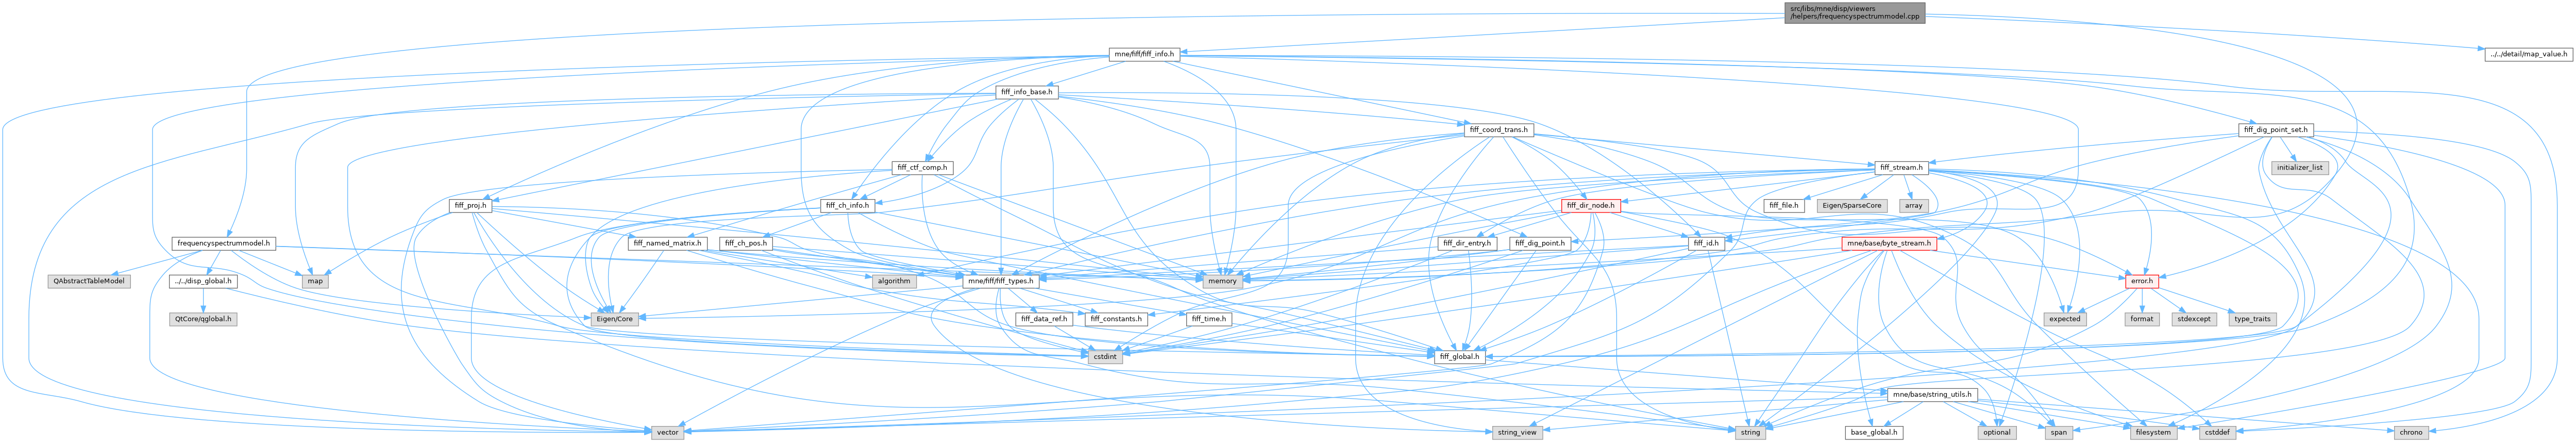 src/libs/mne/disp/viewers
/helpers/frequencyspectrummodel.cpp
mne/fiff/fiff_info.h
../../detail/map_value.h
fiff_info_base.h
fiff_coord_trans.h
fiff_dig_point_set.h
fiff_ctf_comp.h
fiff_stream.h
initializer_list
fiff_proj.h
fiff_ch_info.h
fiff_dir_node.h
fiff_file.h
Eigen/SparseCore
array
frequencyspectrummodel.h
fiff_named_matrix.h
fiff_ch_pos.h
fiff_dir_entry.h
fiff_dig_point.h
fiff_id.h
mne/base/byte_stream.h
QAbstractTableModel
../../disp_global.h
map
algorithm
mne/fiff/fiff_types.h
memory
error.h
QtCore/qglobal.h
Eigen/Core
fiff_data_ref.h
fiff_constants.h
fiff_time.h
expected
format
stdexcept
type_traits
cstdint
fiff_global.h
mne/base/string_utils.h
vector
string_view
string
base_global.h
optional
span
filesystem
cstddef
chrono